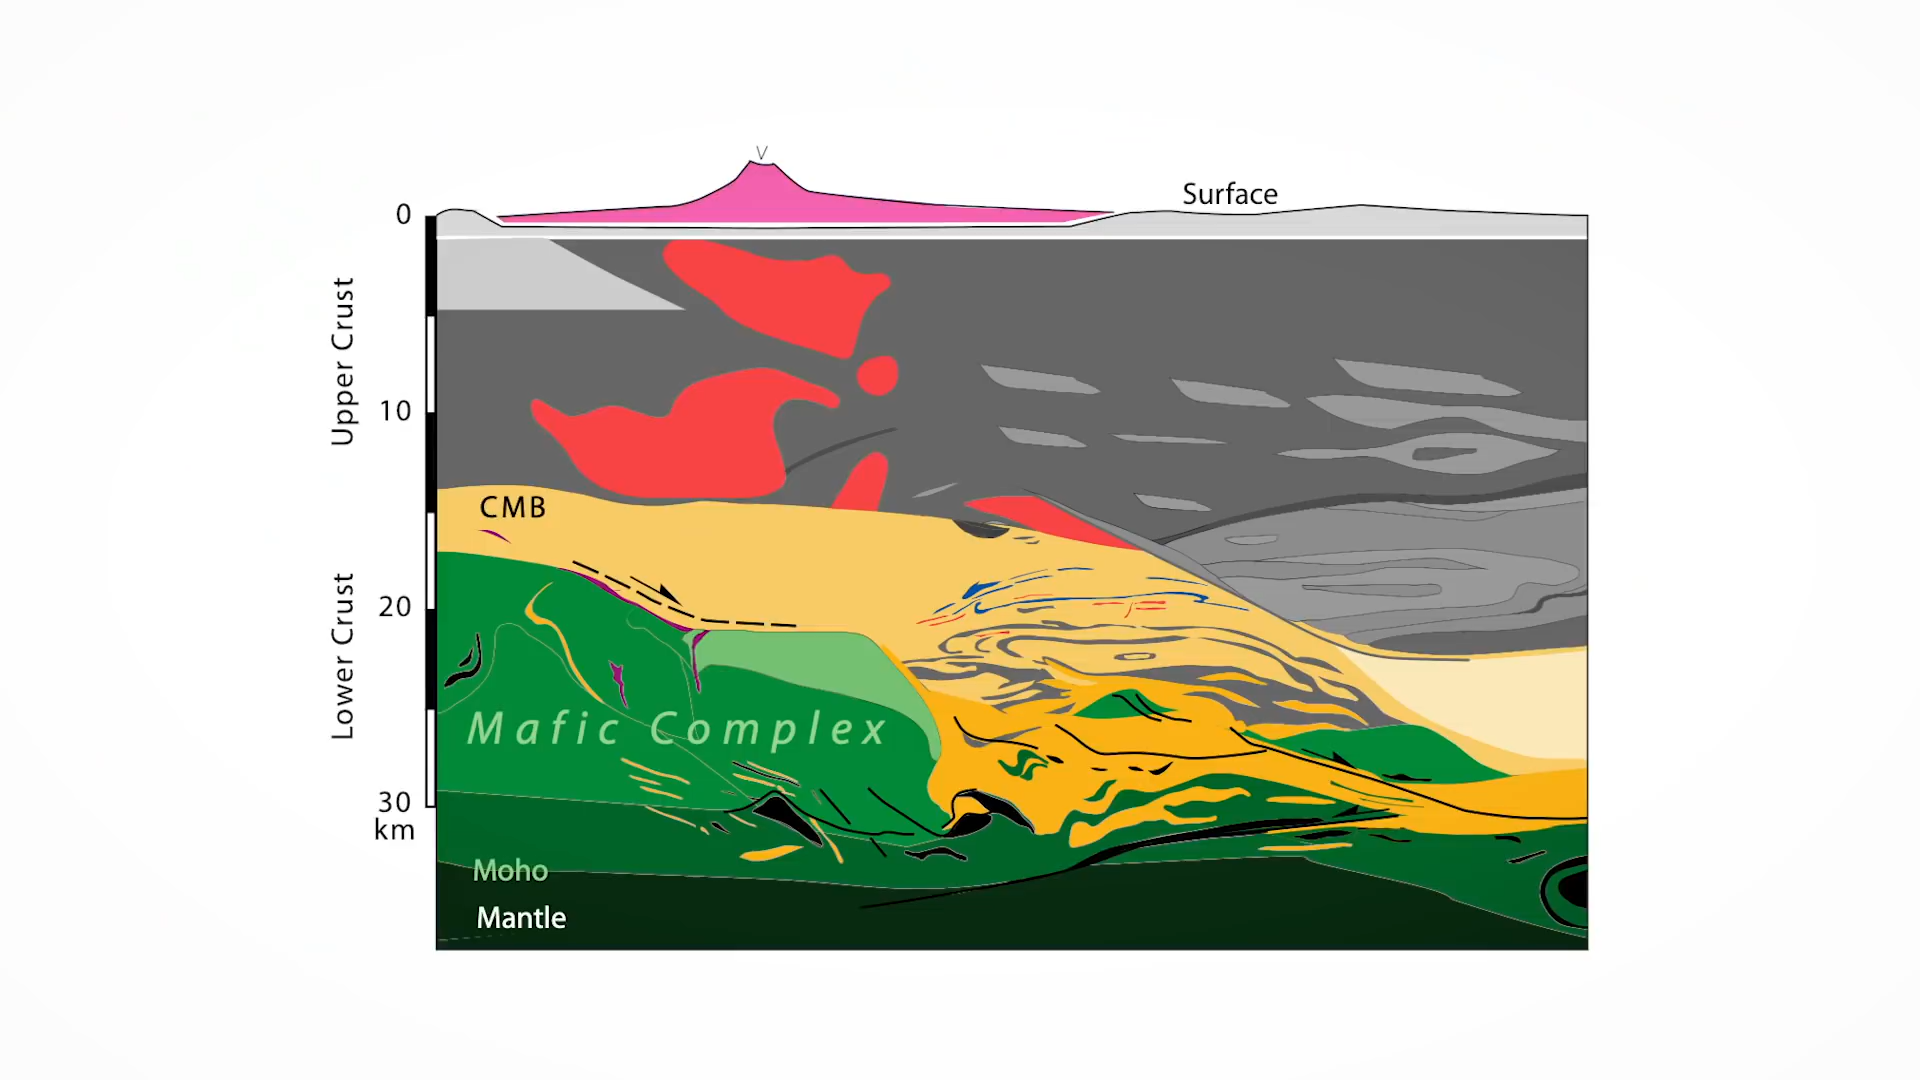 V
Surface
0
Upper Crust
10
CMB
20
Lower Crust
Mafic Complex
30
km
Moho
Mantle